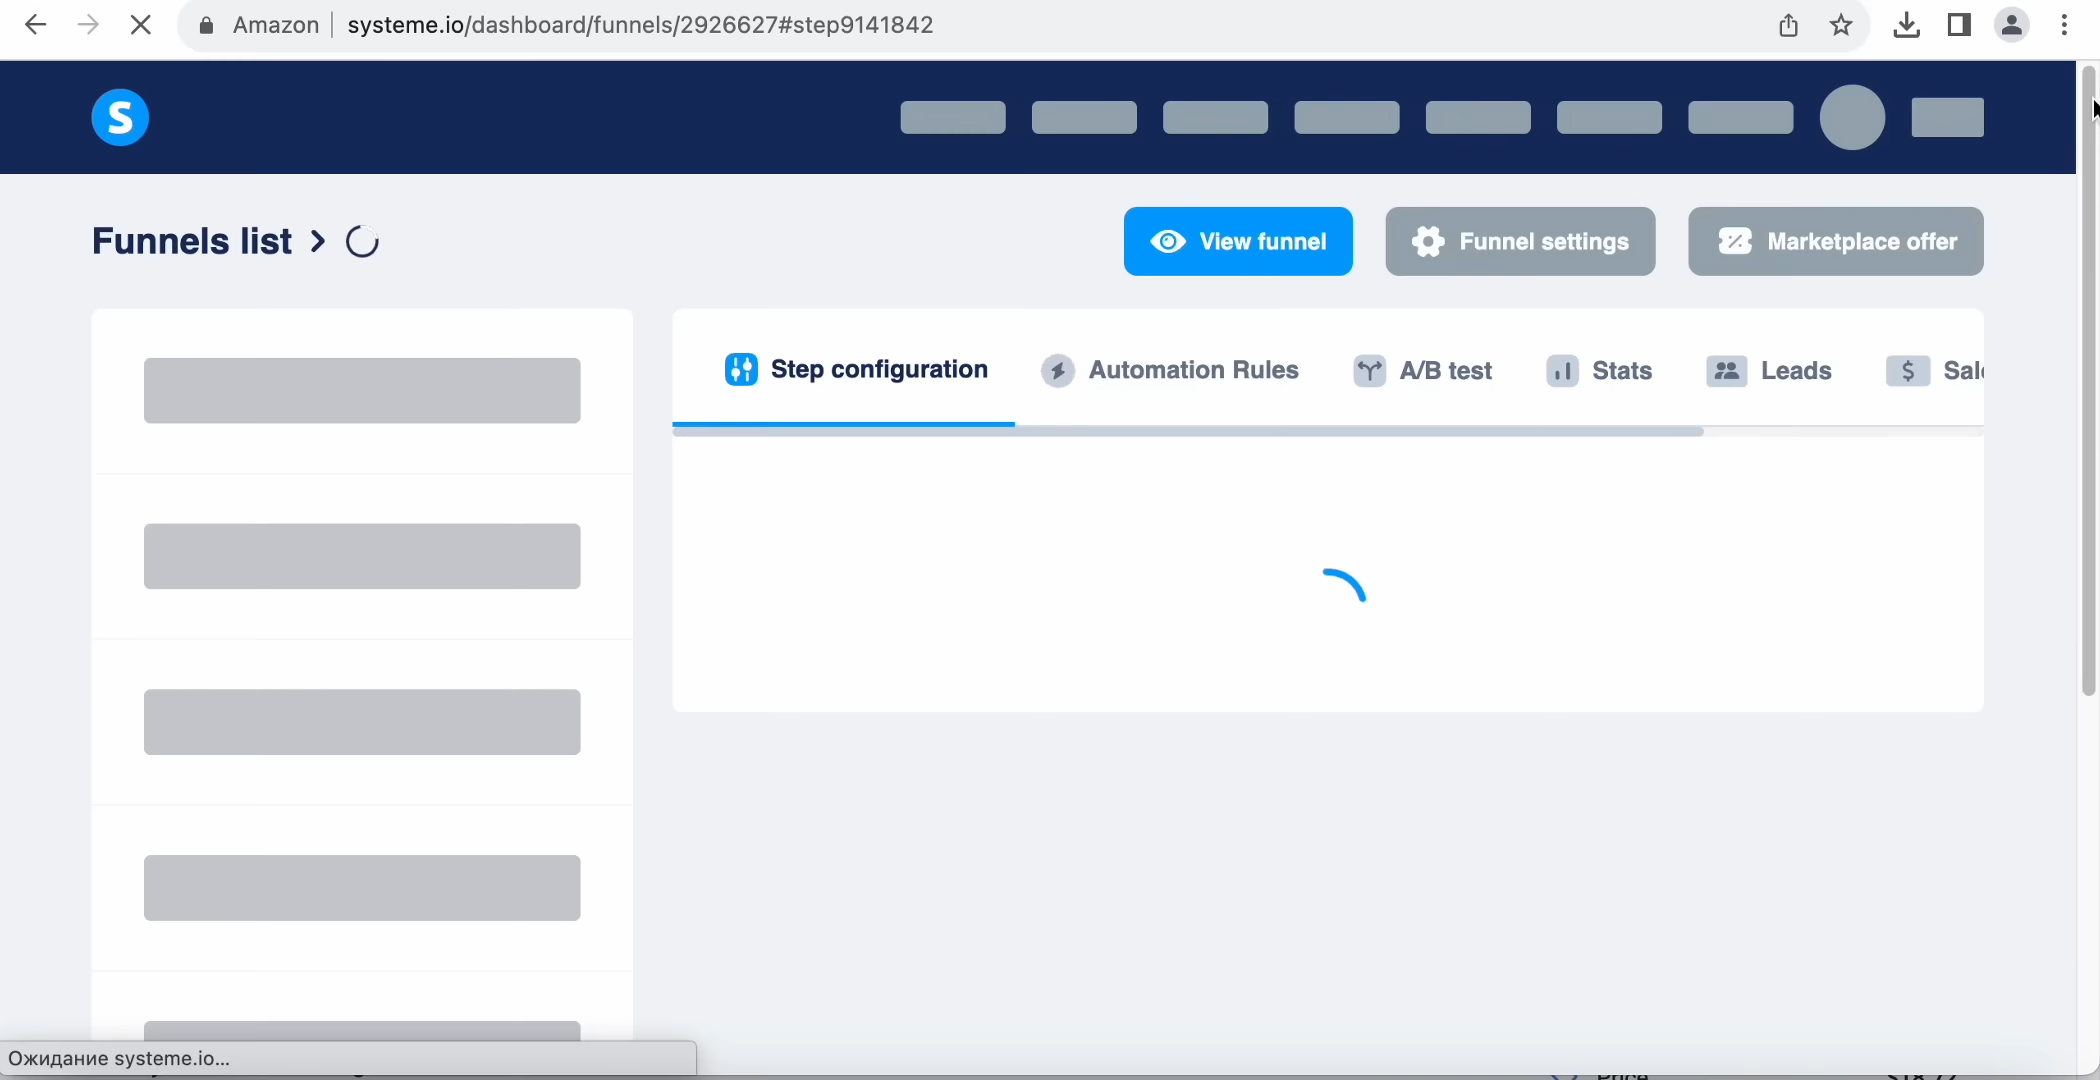 Amazon systeme.io/dashboard/funnels/2926627#step9141842
S
Funnels list >
View funnel
Funnel settings
Marketplace offer
Step configuration
Automation Rules
A/B test
Stats
Leads
$ Sal
Ожидание systeme.io...
Price